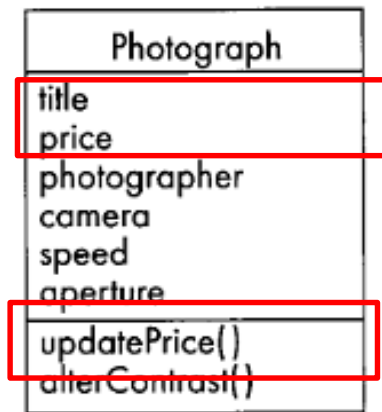 Photograph
title
price
photographer
camera
speed
aperture
updatePrice()
alterContrast()